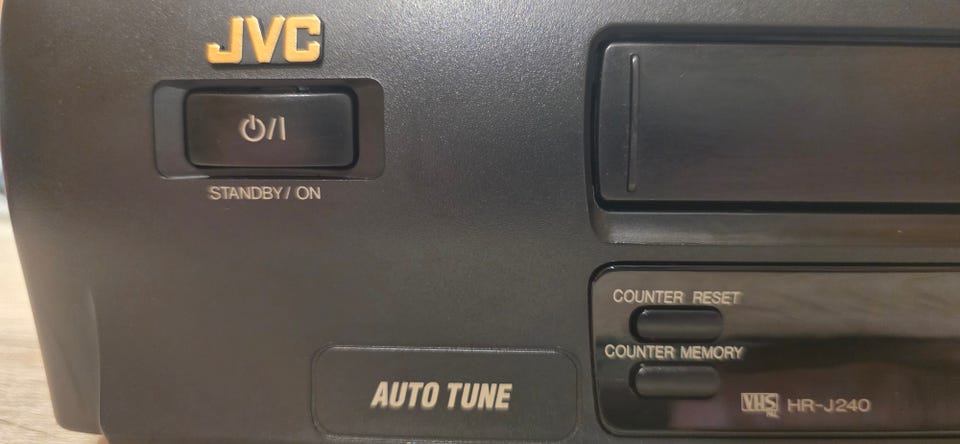 JVC
⏻/I
STANDBY/ ON
COUNTER RESET
COUNTER MEMORY
AUTO TUNE
VHS HR-J240